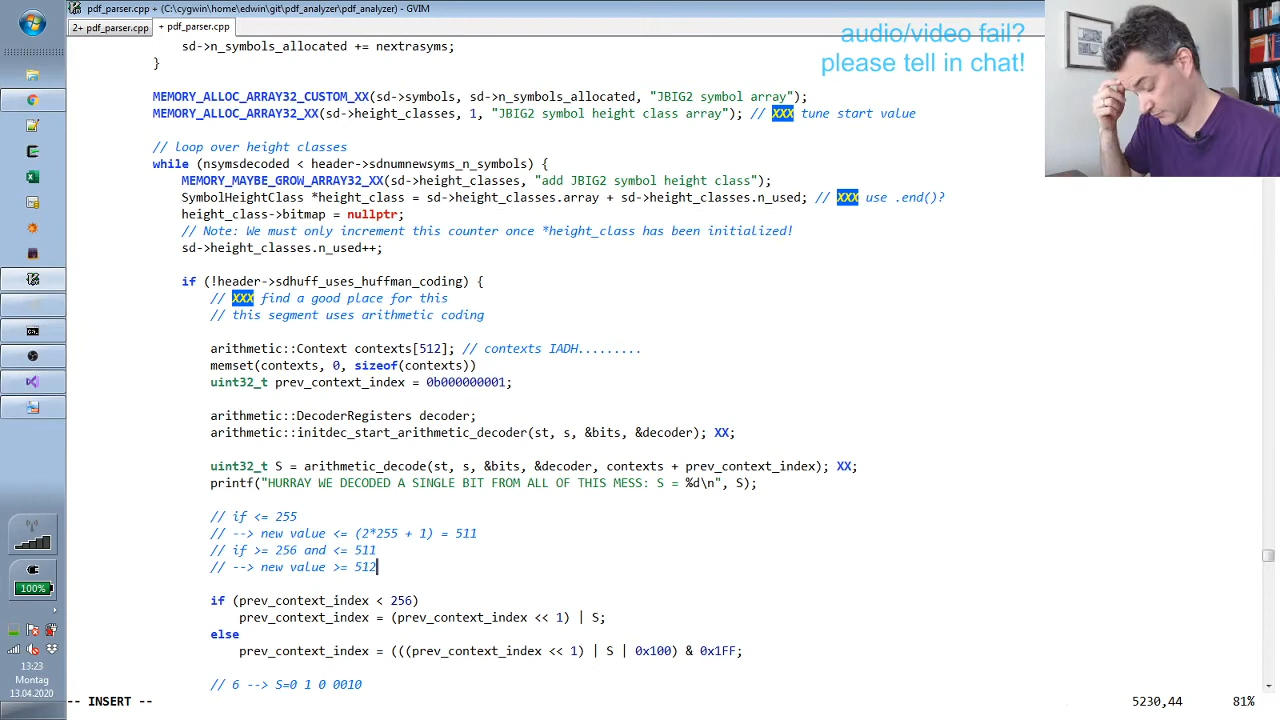 pdf_parser.cpp + (C:\cygwin\home\edwin\git\pdf_analyzer\pdf_analyzer) - GVIM
2+ pdf_parser.cpp
+ pdf_parser.cpp
audio/video fail?
please tell in chat!
sd->n_symbols_allocated += nextrasyms;
}
MEMORY_ALLOC_ARRAY32_CUSTOM_XX(sd->symbols, sd->n_symbols_allocated, "JBIG2 symbol array");
MEMORY_ALLOC_ARRAY32_XX(sd->height_classes, 1, "JBIG2 symbol height class array"); // XXX tune start value
// loop over height classes
while (nsymsdecoded < header->sdnumnewsyms_n_symbols) {
MEMORY_MAYBE_GROW_ARRAY32_XX(sd->height_classes, "add JBIG2 symbol height class");
SymbolHeightClass *height_class = sd->height_classes.array + sd->height_classes.n_used; // XXX use .end()?
height_class->bitmap = nullptr;
// Note: We must only increment this counter once *height_class has been initialized!
sd->height_classes.n_used++;
if (!header->sdhuff_uses_huffman_coding) {
// XXX find a good place for this
// this segment uses arithmetic coding
arithmetic::Context contexts[512]; // contexts IADH.........
memset(contexts, 0, sizeof(contexts))
uint32_t prev_context_index = 0b000000001;
arithmetic::DecoderRegisters decoder;
arithmetic::initdec_start_arithmetic_decoder(st, s, &bits, &decoder); XX;
uint32_t S = arithmetic_decode(st, s, &bits, &decoder, contexts + prev_context_index); XX;
printf("HURRAY WE DECODED A SINGLE BIT FROM ALL OF THIS MESS: S = %d\n", S);
// if <= 255
// --> new value <= (2*255 + 1) = 511
// if >= 256 and <= 511
// --> new value >= 512
if (prev_context_index < 256)
prev_context_index = (prev_context_index << 1) | S;
else
prev_context_index = (((prev_context_index << 1) | S | 0x100) & 0x1FF;
// 6 --> S=0 1 0 0010
-- INSERT --
5230,44
81%
100%
13:23
Montag
13.04.2020